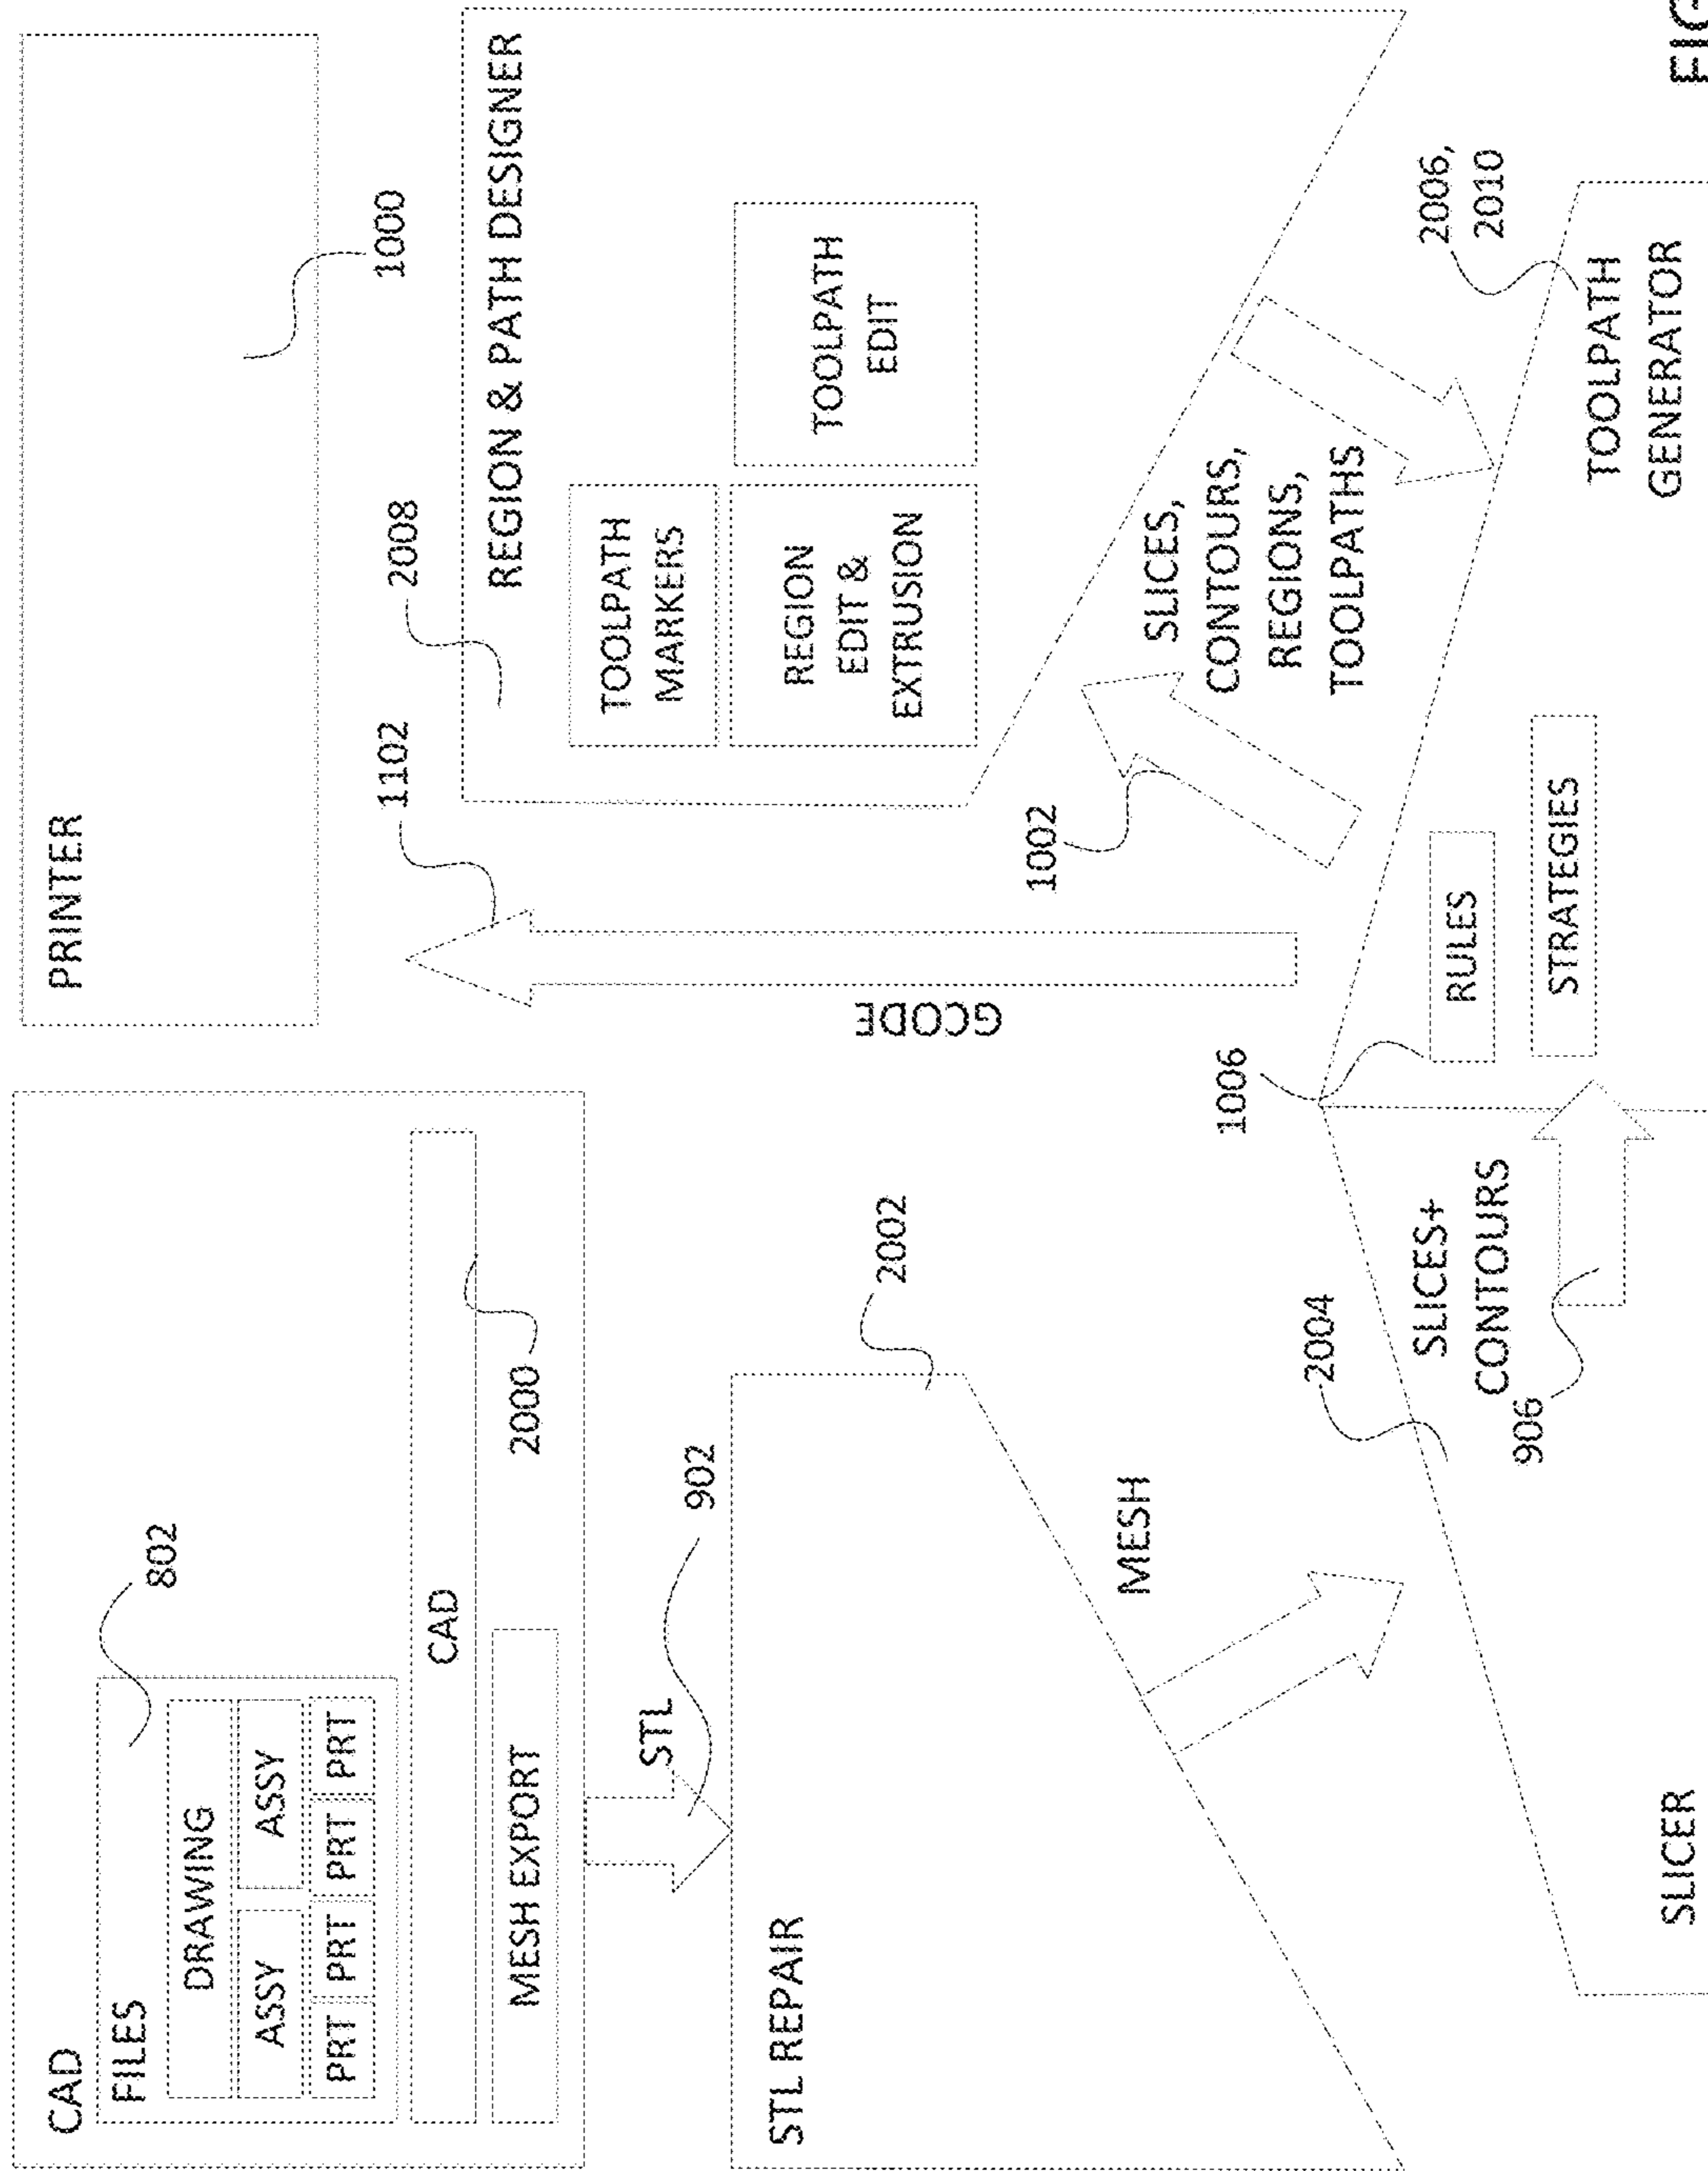 CAD
FILES
802
DRAWING
ASSY
ASSY
PRT
PRT
PRT
PRT
CAD
2000
MESH EXPORT
STL
902
STL REPAIR
2002
MESH
2004
SLICER
SLICES+
CONTOURS
906
1006
RULES
STRATEGIES
TOOLPATH
GENERATOR
2006,
2010
GCODE
1102
1002
SLICES,
CONTOURS,
REGIONS,
TOOLPATHS
2008
REGION & PATH DESIGNER
TOOLPATH
MARKERS
REGION
EDIT &
EXTRUSION
TOOLPATH
EDIT
PRINTER
1000